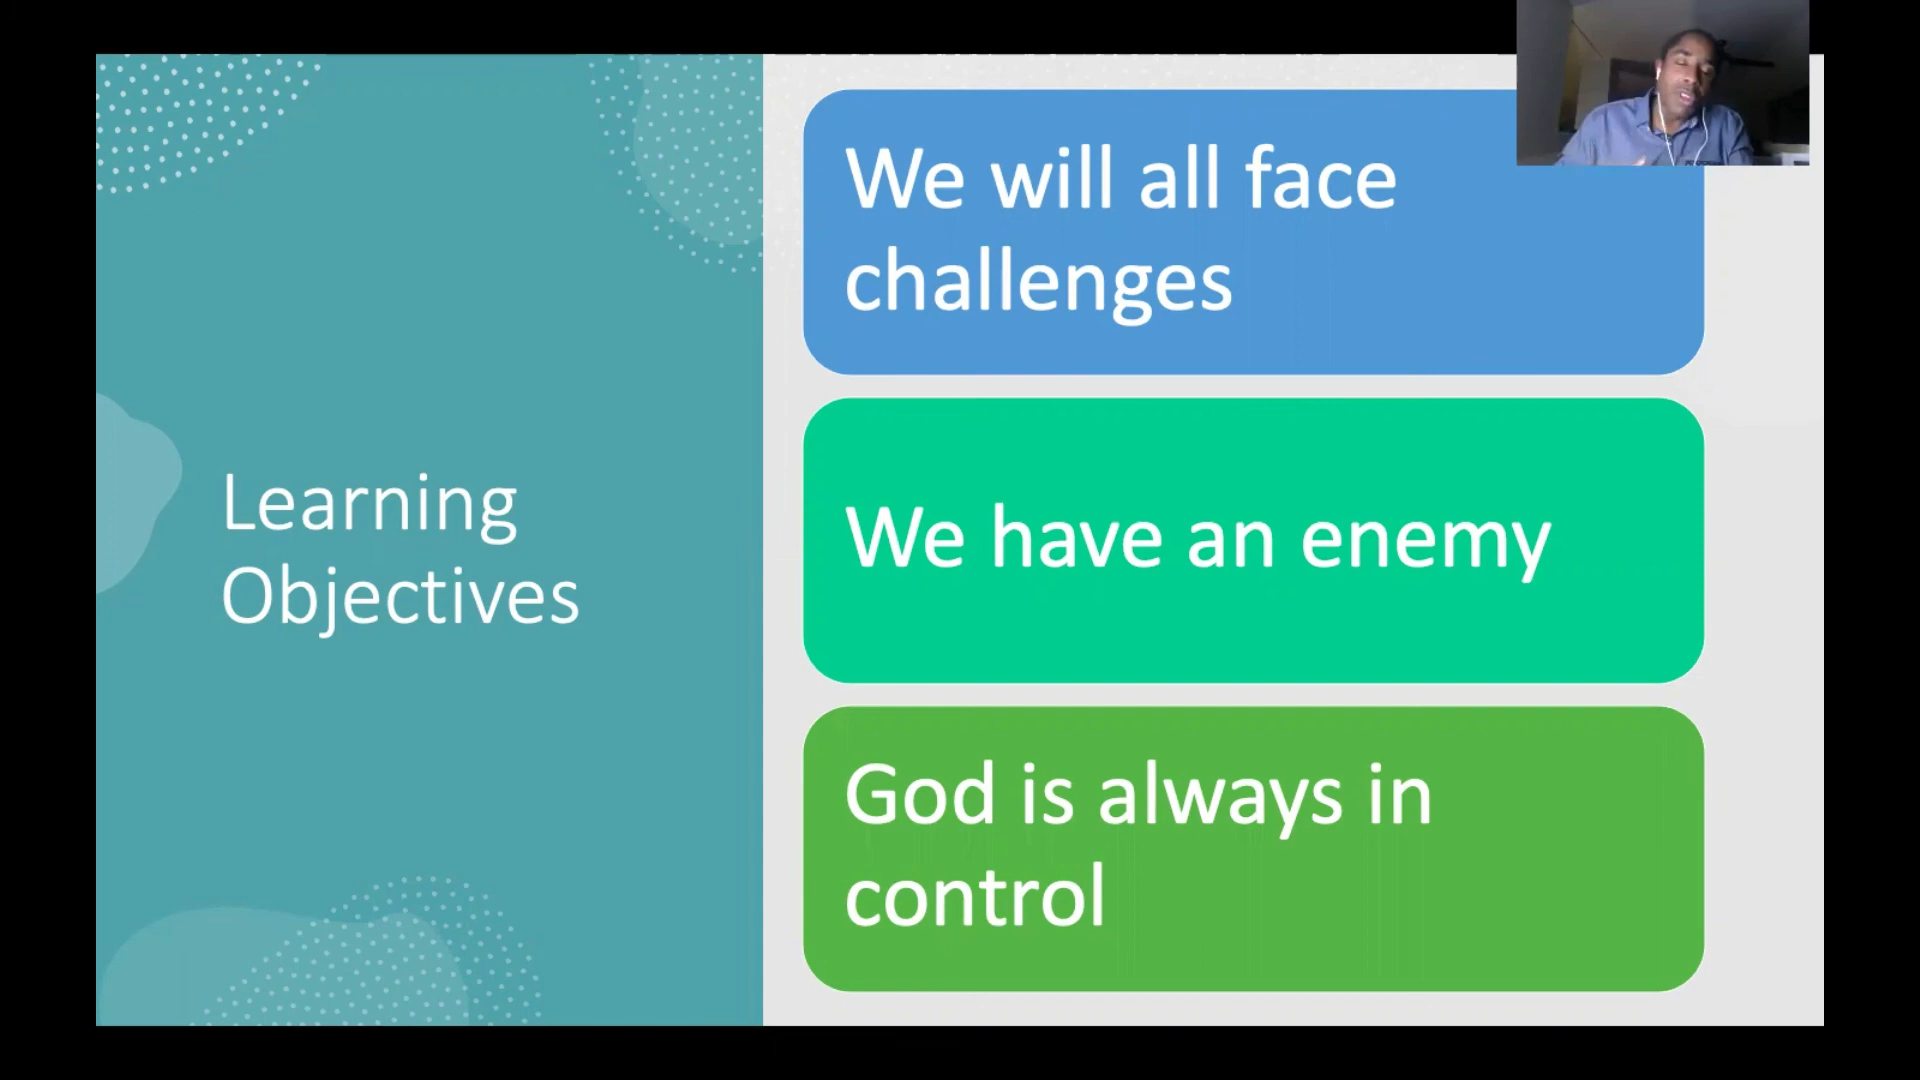 Learning
Objectives
We will all face
challenges
We have an enemy
God is always in
control